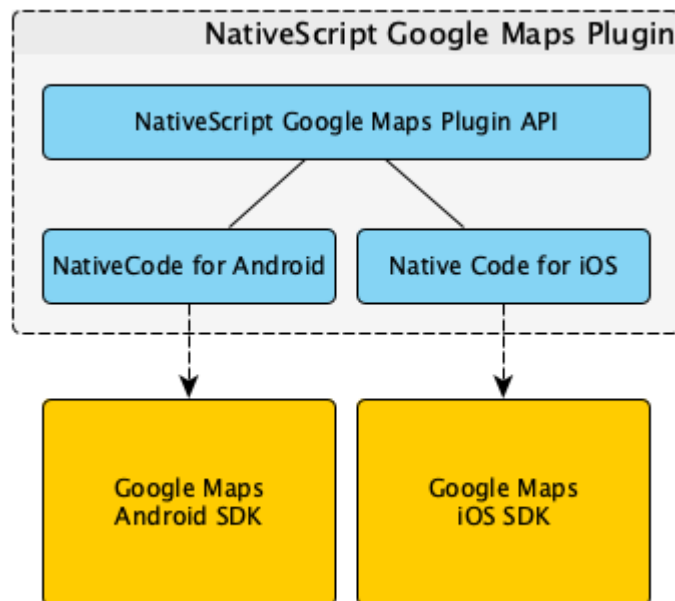 NativeScript Google Maps Plugin
NativeScript Google Maps Plugin API
NativeCode for Android
Native Code for iOS
Google Maps
Android SDK
Google Maps
iOS SDK